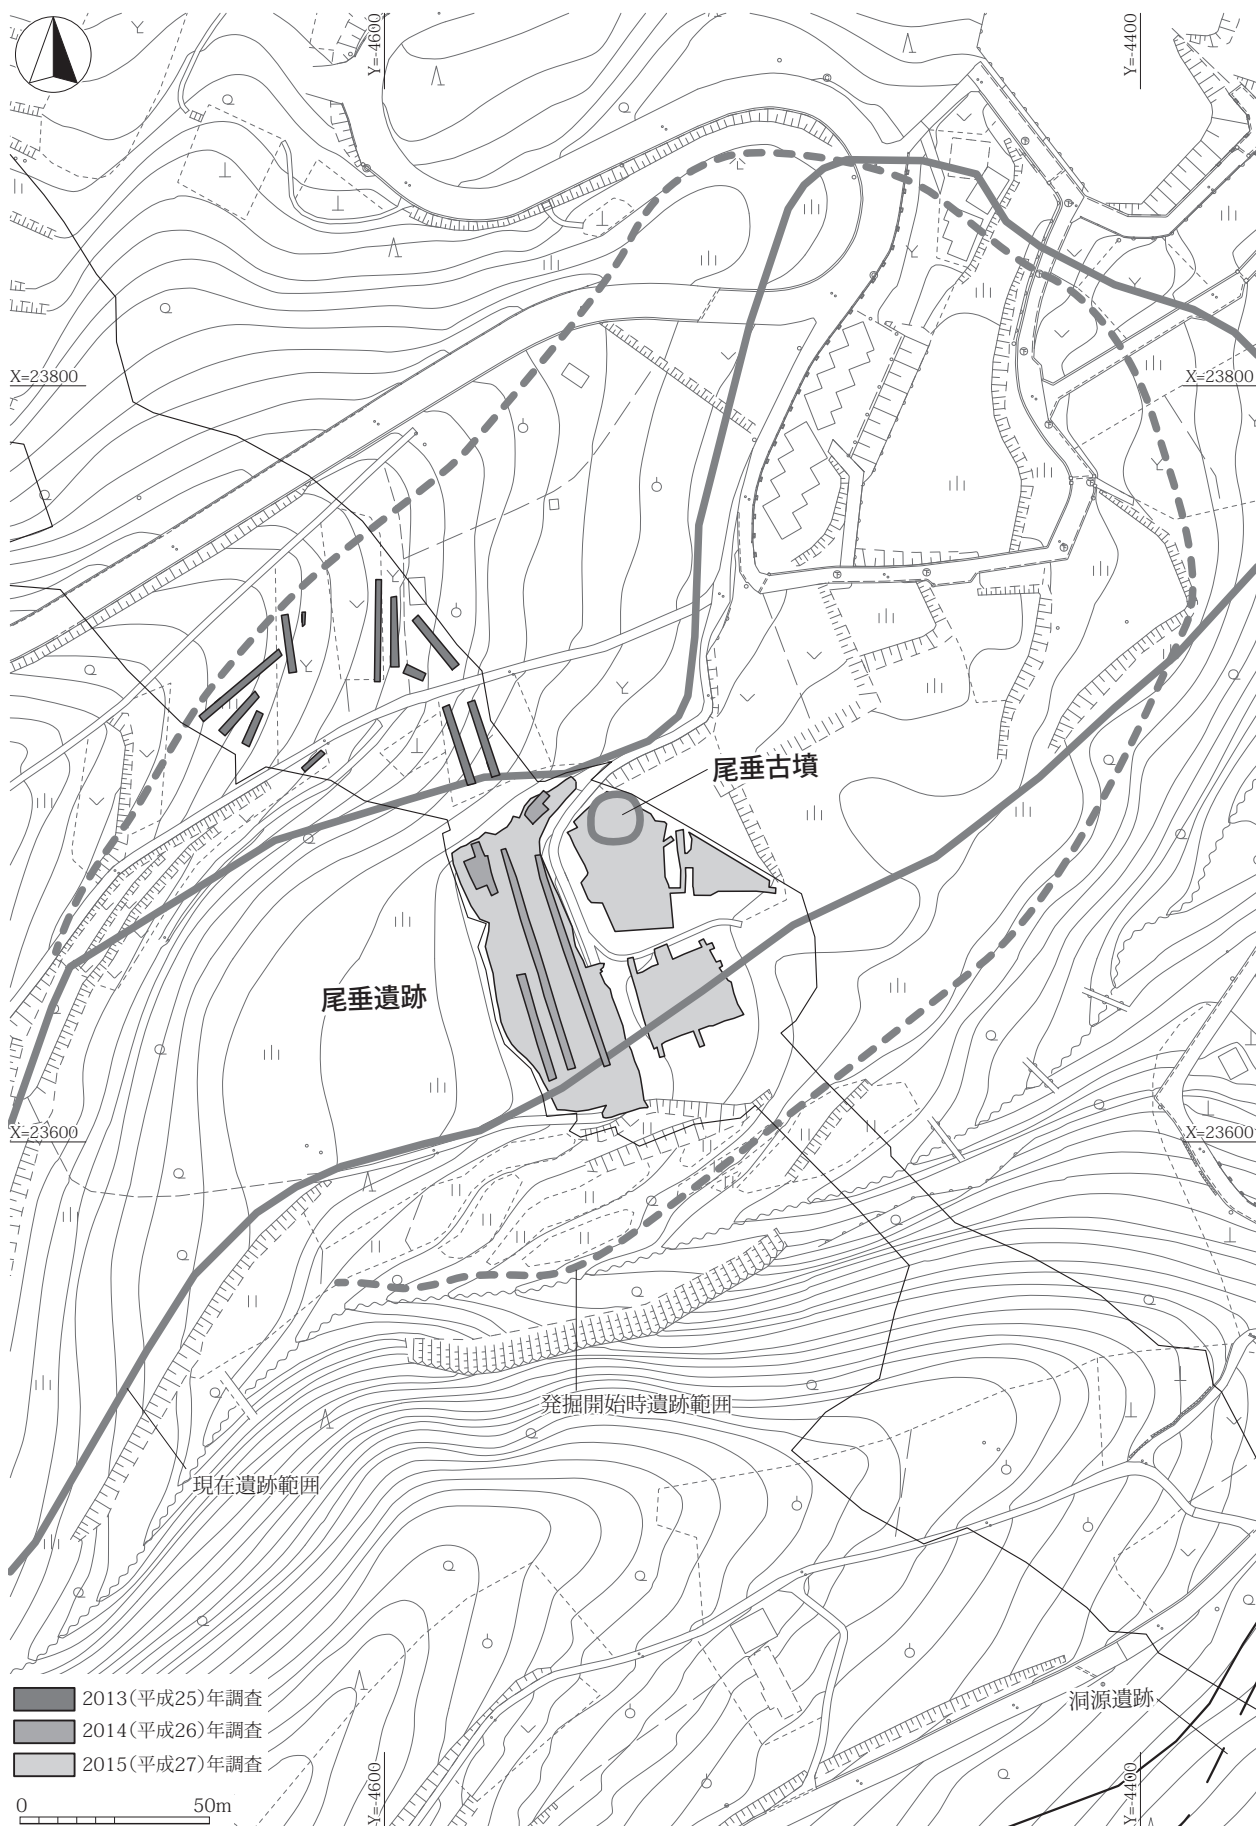 Y=-4600
Y=-4400
X=23800
X=23800
尾垂古墳
尾垂遺跡
X=23600
X=23600
発掘開始時遺跡範囲
現在遺跡範囲
洞源遺跡
2013(平成25)年調査
2014(平成26)年調査
2015(平成27)年調査
0 50m
Y=-4600
Y=-4400